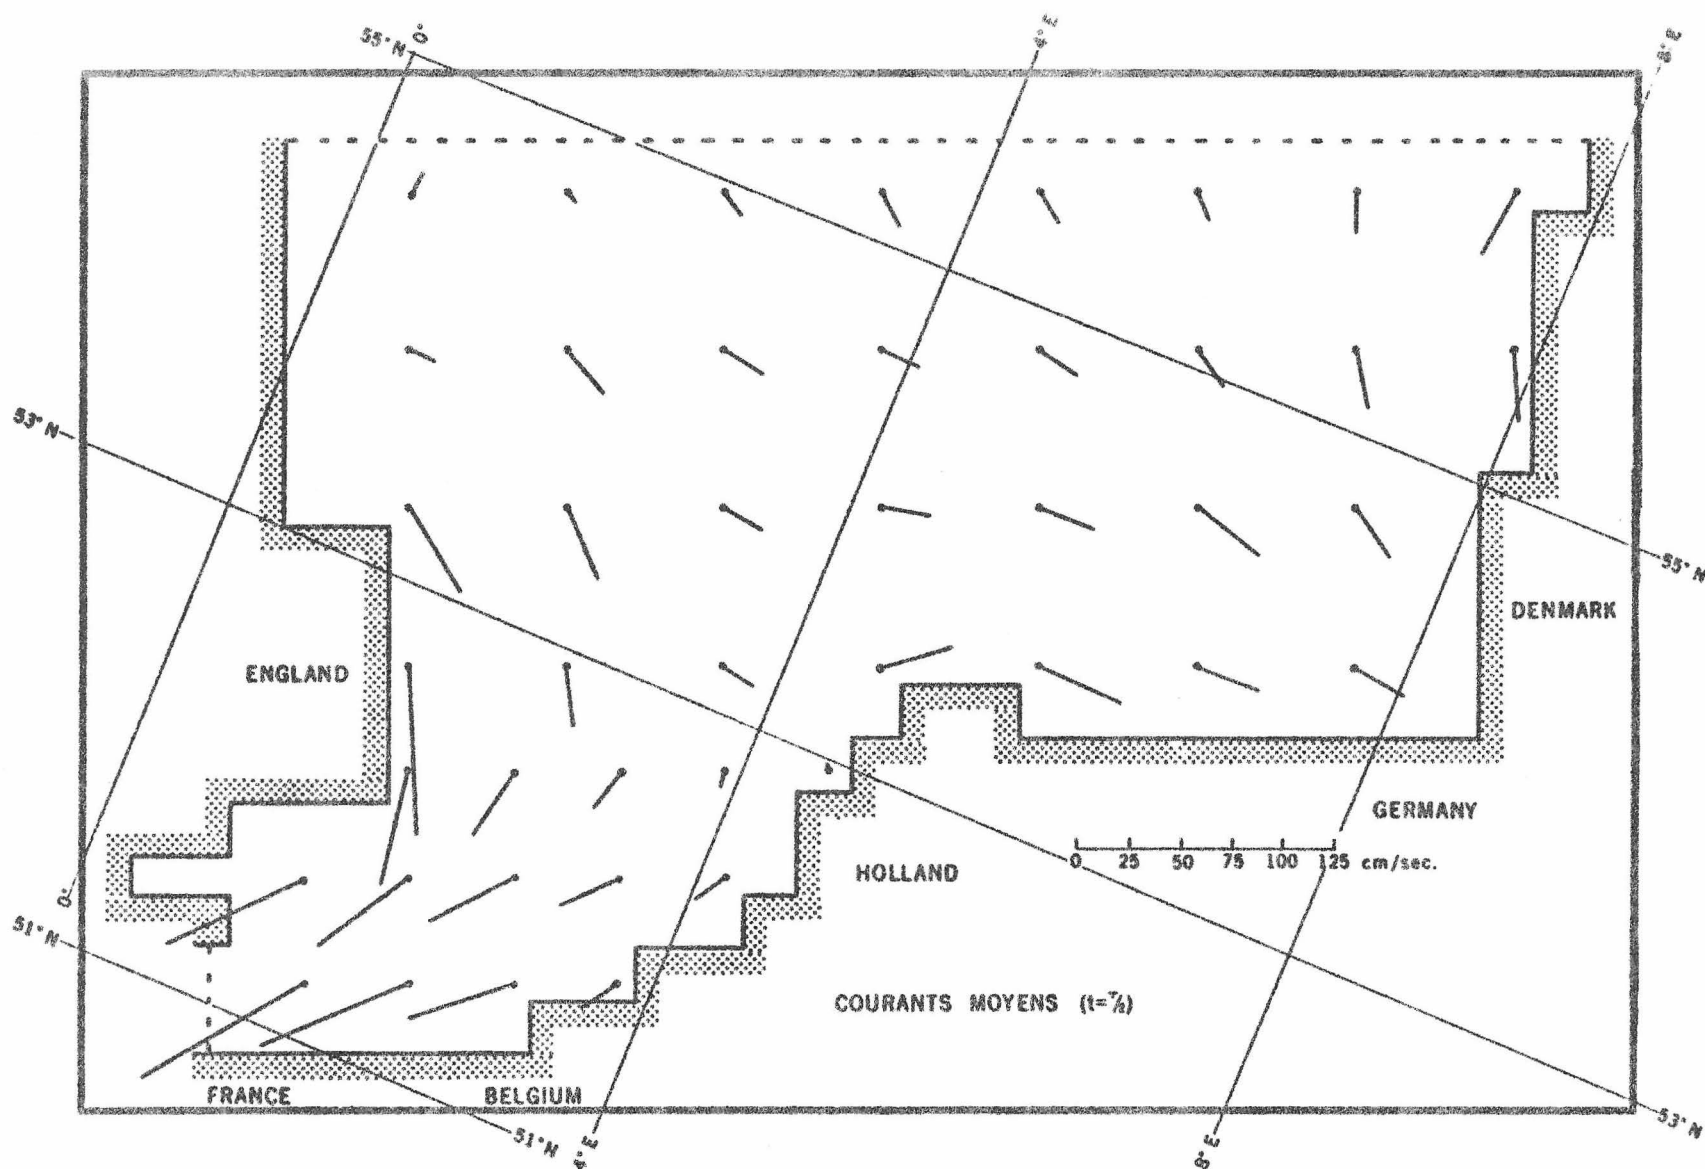 55°N
0°
4°E
8°E
53°N
55°N
DENMARK
ENGLAND
GERMANY
0 25 50 75 100 125 cm/sec.
HOLLAND
0°
51°N
COURANTS MOYENS (t=T/2)
FRANCE
BELGIUM
51°N
4°E
8°E
53°N